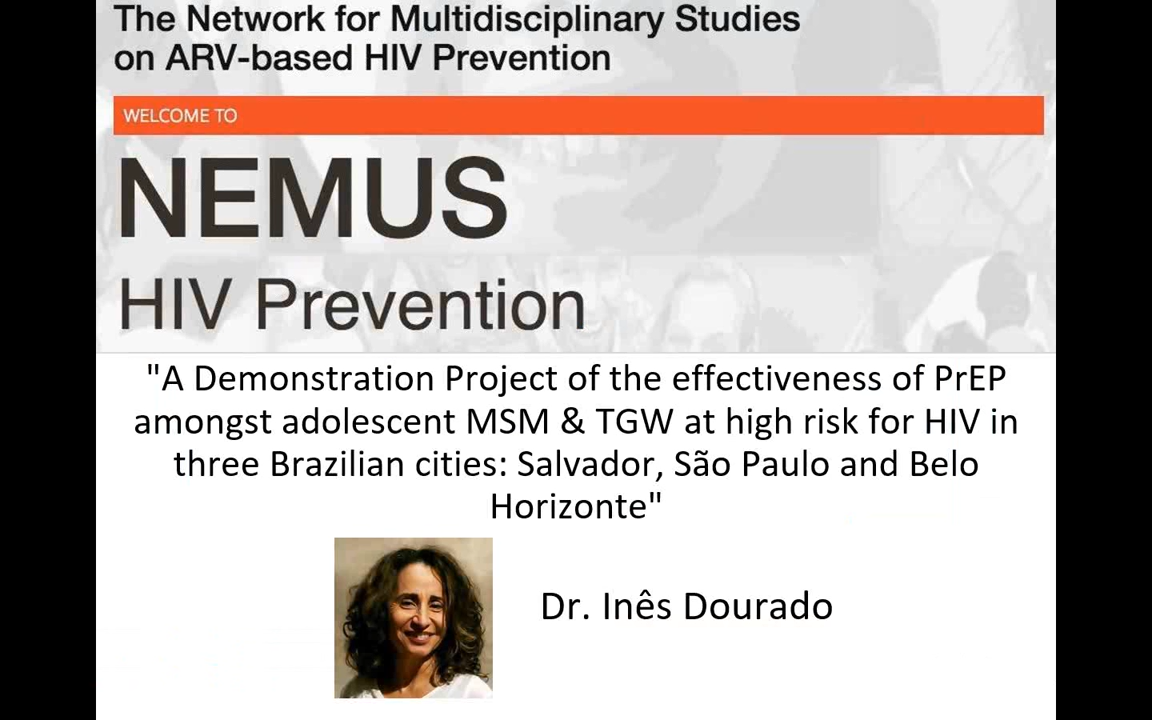 The Network for Multidisciplinary Studies
on ARV-based HIV Prevention
WELCOME TO
NEMUS
HIV Prevention
"A Demonstration Project of the effectiveness of PrEP
amongst adolescent MSM & TGW at high risk for HIV in
three Brazilian cities: Salvador, São Paulo and Belo
Horizonte"
Dr. Inês Dourado